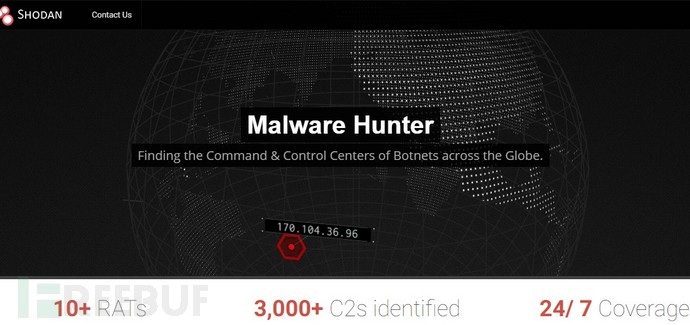 SHODAN Contact Us
Malware Hunter
Finding the Command & Control Centers of Botnets across the Globe.
170.104.36.96
FREEBUF
10+ RATs 3,000+ C2s identified 24/ 7 Coverage